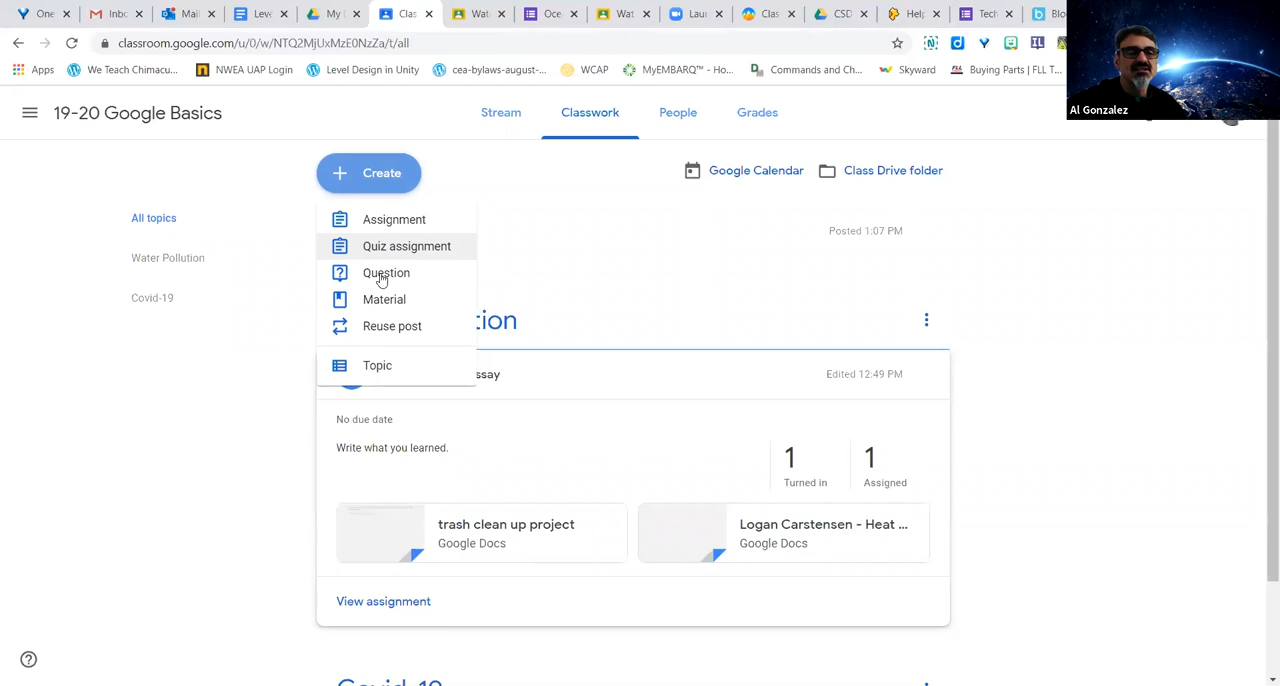 One
Inbc
Mail
Leve
My D
Clas
Wate
Oce
Wat
Laur
Clas
CSD
Help
Tech
Blo
classroom.google.com/u/0/w/NTQ2MjUxMzE0NzZa/t/all
Apps
We Teach Chimacu...
NWEA UAP Login
Level Design in Unity
cea-bylaws-august-...
WCAP
MyEMBARQ™ - Ho...
Commands and Ch...
Skyward
Buying Parts | FLL T...
Al Gonzalez
19-20 Google Basics
Stream
Classwork
People
Grades
Create
Google Calendar
Class Drive folder
All topics
Water Pollution
Covid-19
Assignment
Quiz assignment
Question
Material
Reuse post
Topic
Posted 1:07 PM
tion
ssay
Edited 12:49 PM
No due date
Write what you learned.
1
Turned in
1
Assigned
trash clean up project
Google Docs
Logan Carstensen - Heat ...
Google Docs
View assignment
Covid-19